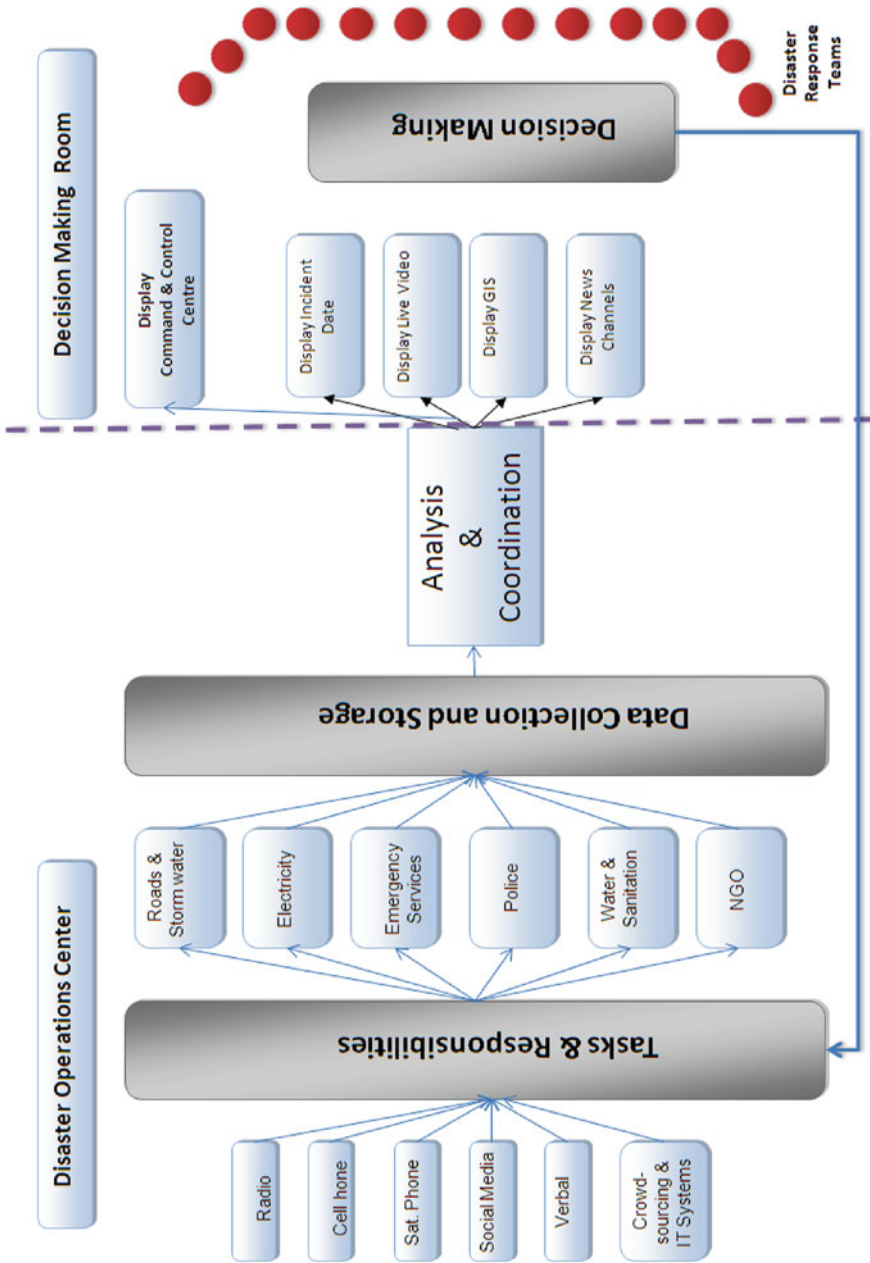 Disaster Operations Center
Decision Making Room
Radio
Cell hone
Sat. Phone
Social Media
Verbal
Crowd-
sourcing &
IT Systems
Tasks & Responsibilities
Roads &
Storm water
Electricity
Emergency
Services
Police
Water &
Sanitation
NGO
Data Collection and Storage
Analysis
&
Coordination
Display
Command & Control
Centre
Display Incident
Date
Display Live Video
Display GIS
Display News
Channels
Decision Making
Disaster
Response
Teams